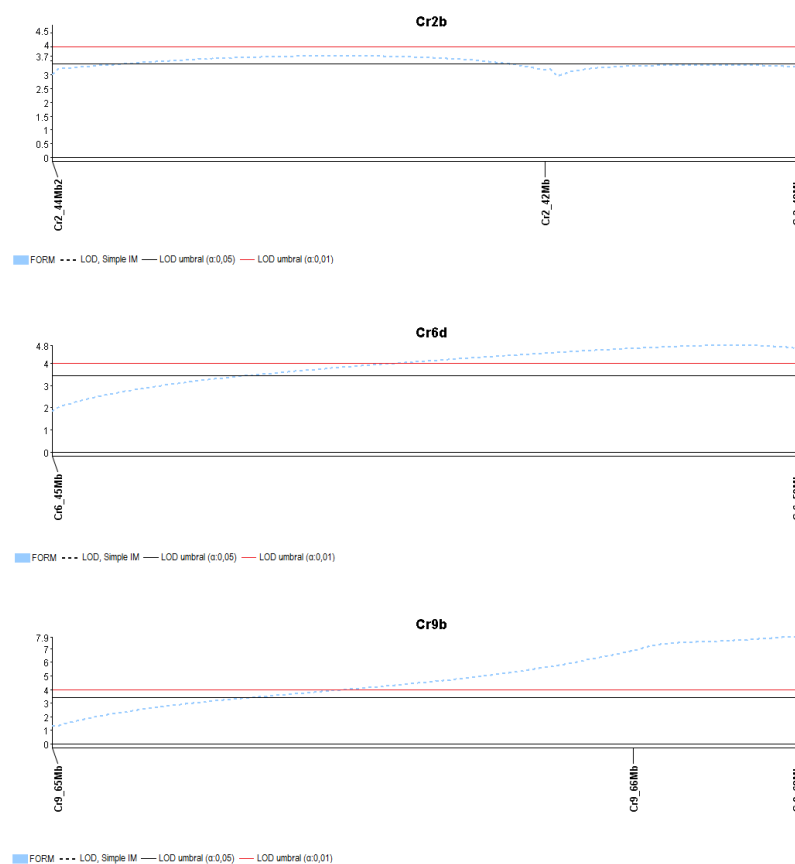 Cr2b
4.5
4
3.7
3
2.5
2
1.5
1
0.5
0
Cr2_44Mb2
Cr2_42Mb
FORM LOD, Simple IM LOD umbral (α:0,05) LOD umbral (α:0,01)
Cr6d
4.8
4
3
2
1
0
Cr6_45Mb
FORM LOD, Simple IM LOD umbral (α:0,05) LOD umbral (α:0,01)
Cr9b
7.9
7
6
5
4
3
2
1
0
Cr9_65Mb
Cr9_66Mb
FORM LOD, Simple IM LOD umbral (α:0,05) LOD umbral (α:0,01)